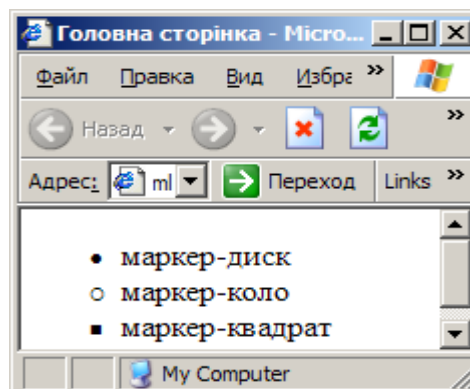 Головна сторінка - Micro...
Файл Правка Вид Избра »
Назад »
Адрес: ml Переход Links »
• маркер-диск
○ маркер-коло
▪ маркер-квадрат
My Computer